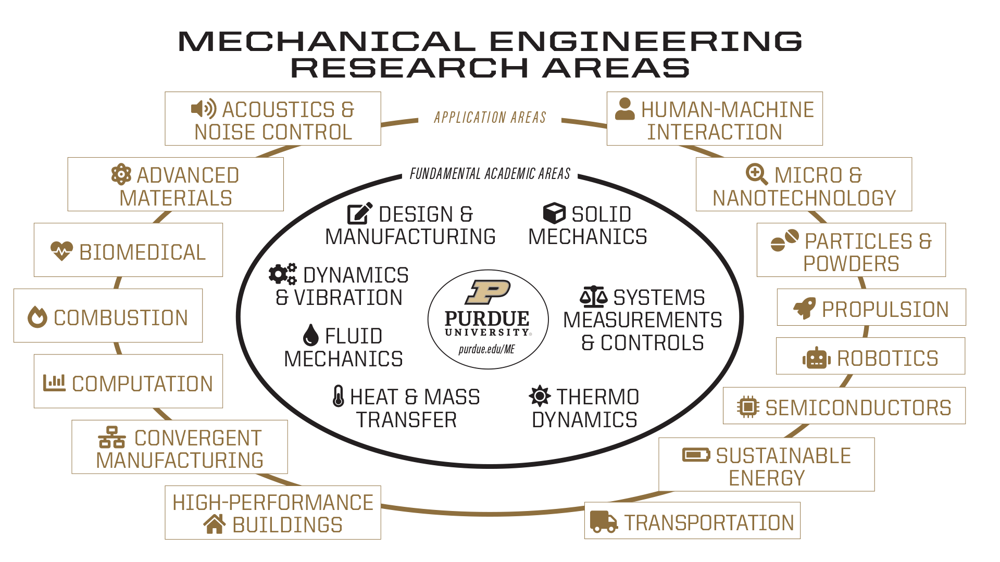 MECHANICAL ENGINEERING
RESEARCH AREAS
APPLICATION AREAS
ACOUSTICS &
NOISE CONTROL
ADVANCED
MATERIALS
BIOMEDICAL
COMBUSTION
COMPUTATION
CONVERGENT
MANUFACTURING
HIGH-PERFORMANCE
BUILDINGS
HUMAN-MACHINE
INTERACTION
MICRO &
NANOTECHNOLOGY
PARTICLES &
POWDERS
PROPULSION
ROBOTICS
SEMICONDUCTORS
SUSTAINABLE
ENERGY
TRANSPORTATION
FUNDAMENTAL ACADEMIC AREAS
DESIGN &
MANUFACTURING
SOLID
MECHANICS
DYNAMICS
& VIBRATION
FLUID
MECHANICS
HEAT & MASS
TRANSFER
SYSTEMS
MEASUREMENTS
& CONTROLS
THERMO
DYNAMICS
P
PURDUE
UNIVERSITY®
purdue.edu/ME